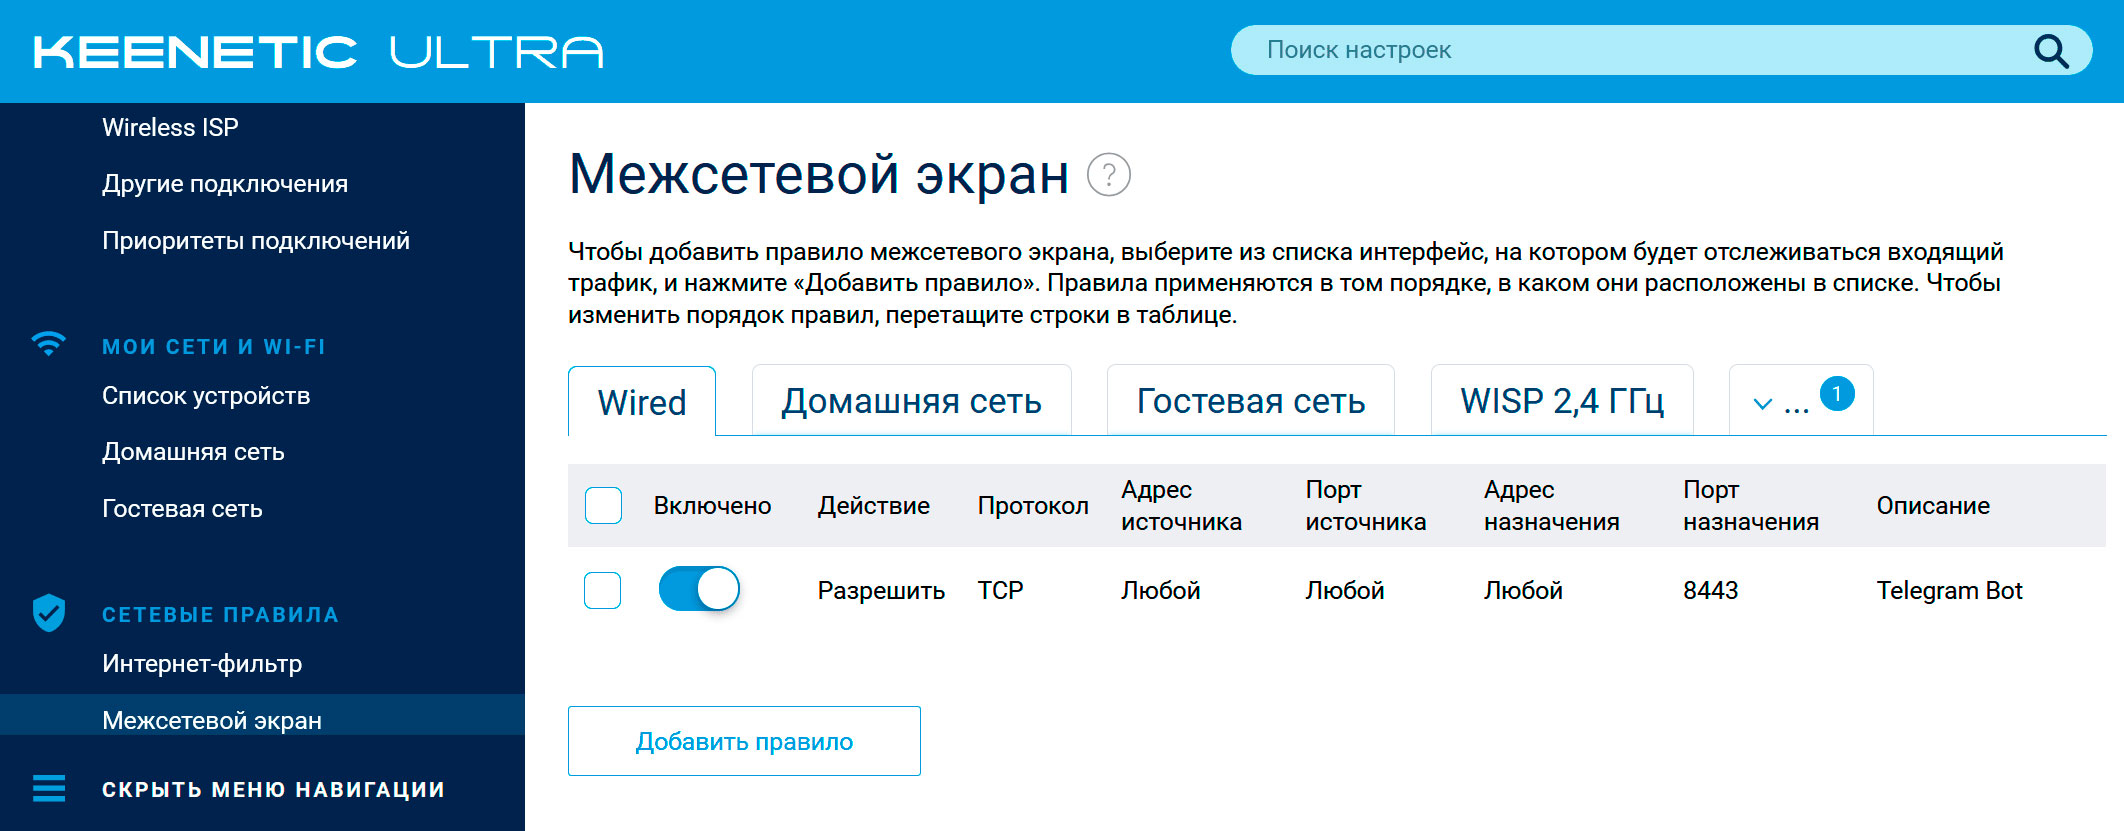 KEENETIC ULTRA
Поиск настроек
Wireless ISP
Другие подключения
Приоритеты подключений
МОИ СЕТИ И WI-FI
Список устройств
Домашняя сеть
Гостевая сеть
СЕТЕВЫЕ ПРАВИЛА
Интернет-фильтр
Межсетевой экран
СКРЫТЬ МЕНЮ НАВИГАЦИИ
Межсетевой экран ?
Чтобы добавить правило межсетевого экрана, выберите из списка интерфейс, на котором будет отслеживаться входящий
трафик, и нажмите «Добавить правило». Правила применяются в том порядке, в каком они расположены в списке. Чтобы
изменить порядок правил, перетащите строки в таблице.
Wired Домашняя сеть Гостевая сеть WISP 2,4 ГГц ... 1
Включено Действие Протокол Адрес источника Порт источника Адрес назначения Порт назначения Описание
Разрешить TCP Любой Любой Любой 8443 Telegram Bot
Добавить правило